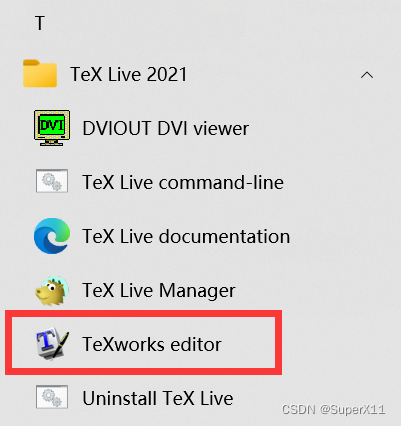 T
TeX Live 2021
DVI
DVIOUT DVI viewer
TeX Live command-line
TeX Live documentation
TeX Live Manager
TeXworks editor
Uninstall TeX Live
CSDN @SuperX11